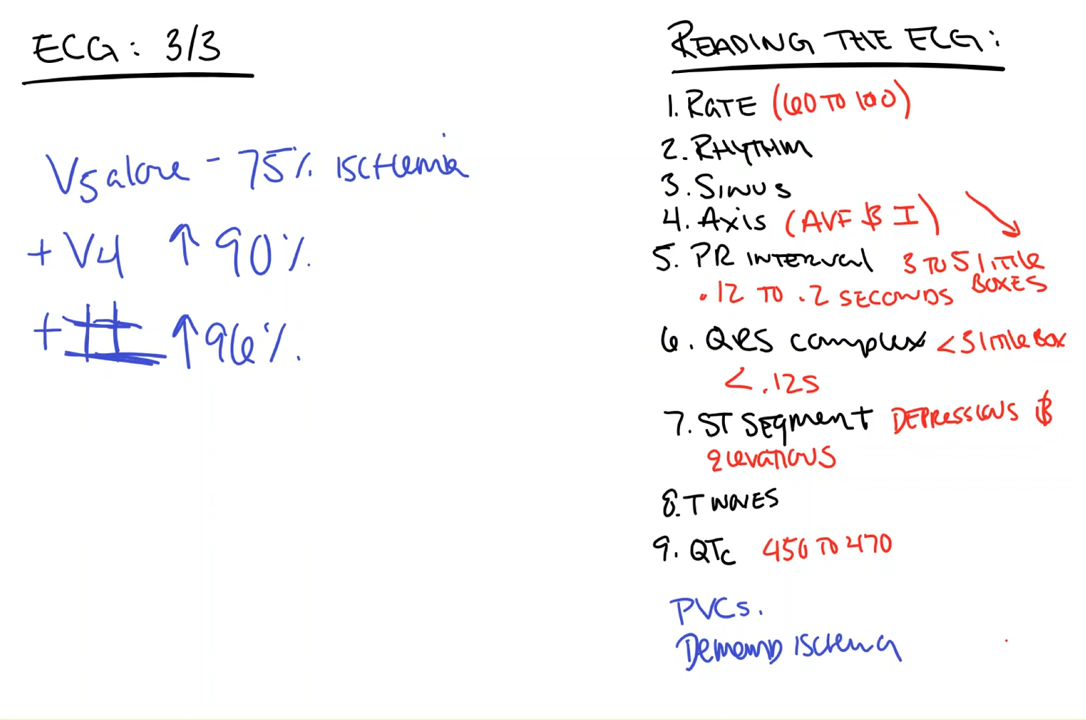 ECG: 3/3
V5 alone - 75% ischemia
+ V4 ↑ 90%.
+ II ↑ 96%.
READING THE ECG:
1. RATE (60 TO 100)
2. RHYTHM
3. SINUS
4. AXIS (AVF & I)
5. PR INTERVAL 3 TO 5 little BOXES
.12 TO .2 SECONDS
6. QRS complex < 3 little Box
< .12s
7. ST SEGMENT DEPRESSIONS &
elevations
8. T WAVES
9. QTc 450 TO 470
PVCs.